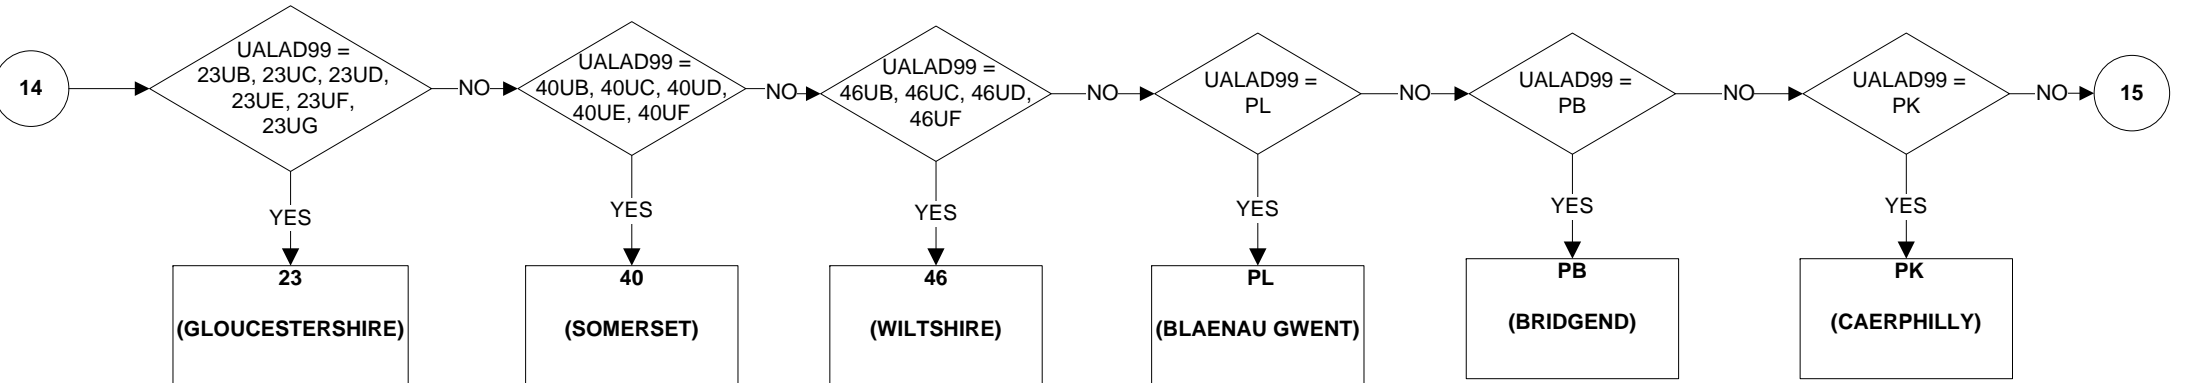 14
UALAD99 =
23UB, 23UC, 23UD,
23UE, 23UF,
23UG
NO
UALAD99 =
40UB, 40UC, 40UD,
40UE, 40UF
NO
UALAD99 =
46UB, 46UC, 46UD,
46UF
NO
UALAD99 =
PL
NO
UALAD99 =
PB
NO
UALAD99 =
PK
NO
15
YES
YES
YES
YES
YES
YES
23
(GLOUCESTERSHIRE)
40
(SOMERSET)
46
(WILTSHIRE)
PL
(BLAENAU GWENT)
PB
(BRIDGEND)
PK
(CAERPHILLY)